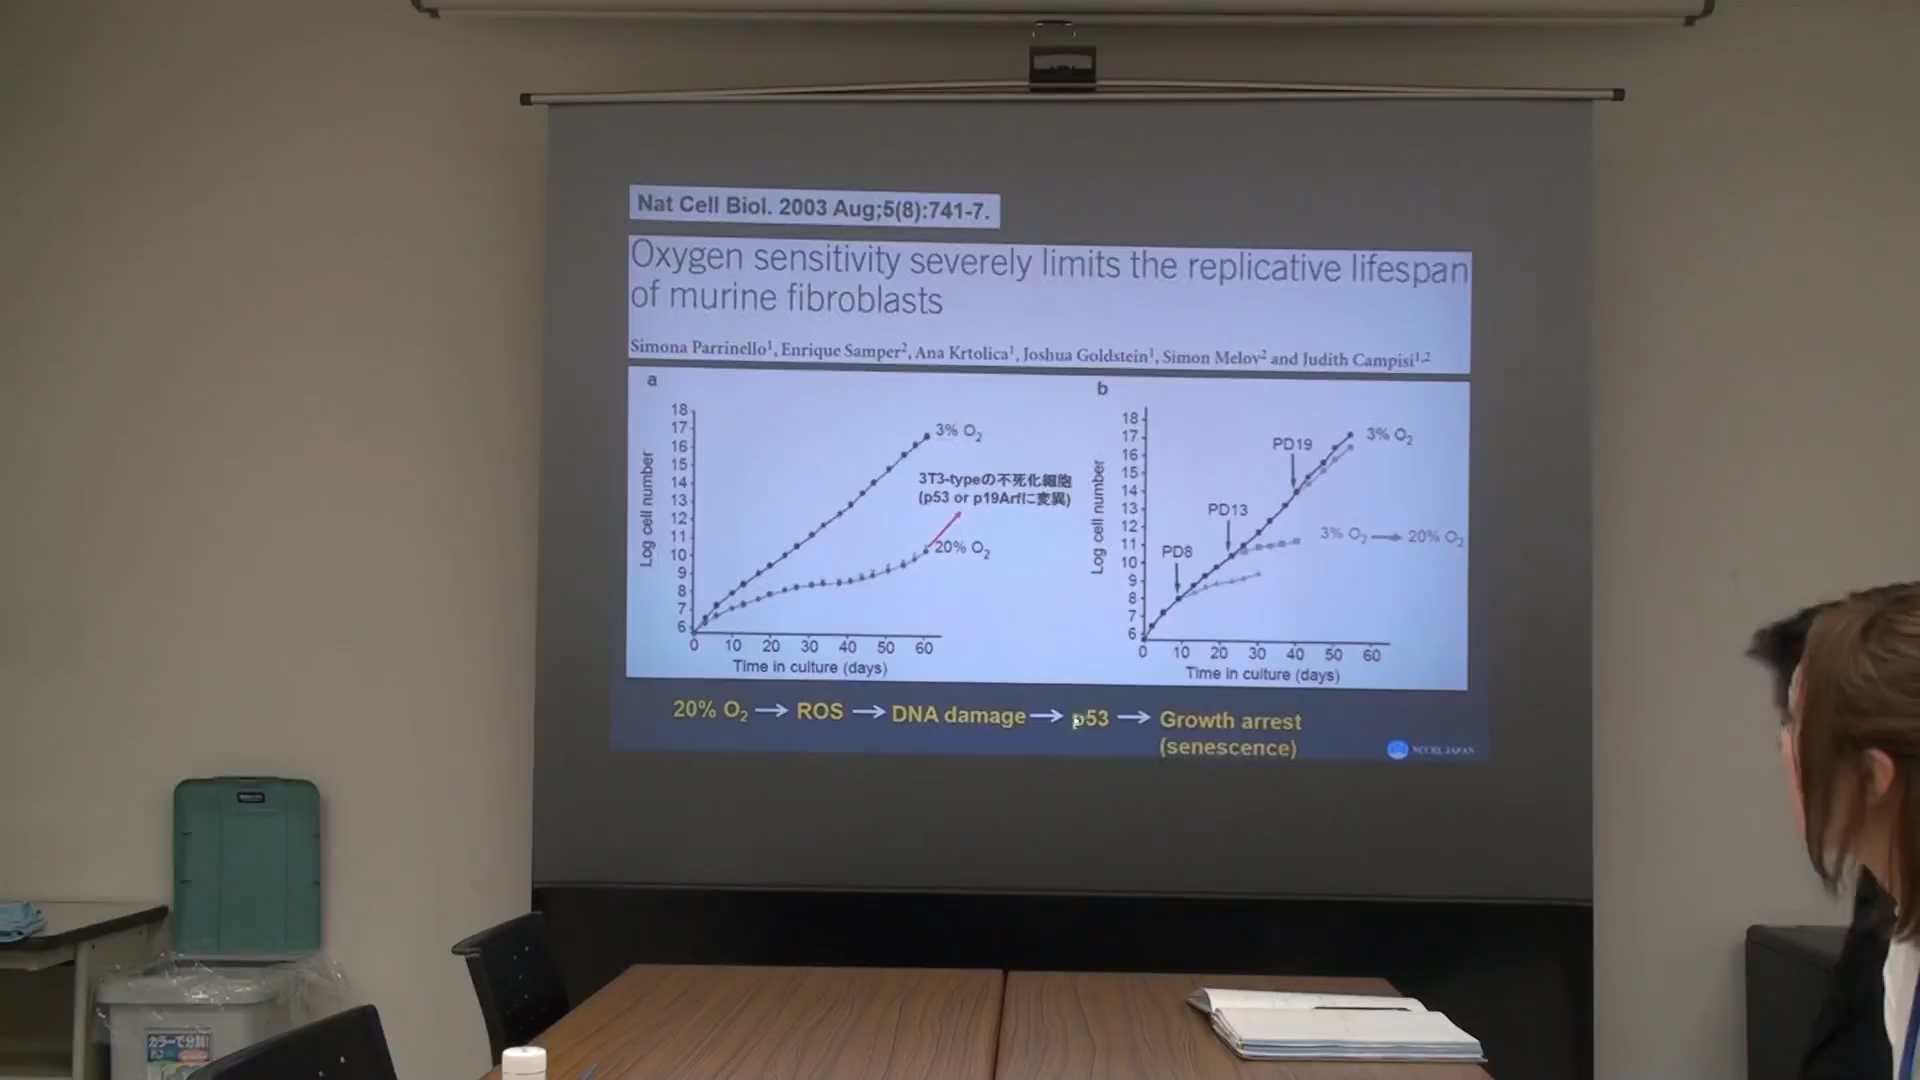 Nat Cell Biol. 2003 Aug;5(8):741-7.
Oxygen sensitivity severely limits the replicative lifespan
of murine fibroblasts
Simona Parrinello¹, Enrique Samper², Ana Krtolica¹, Joshua Goldstein¹, Simon Melov² and Judith Campisi¹,²
a
Log cell number
18
17
16
15
14
13
12
11
10
9
8
7
6
0 10 20 30 40 50 60
Time in culture (days)
3% O₂
3T3-typeの不死化細胞
(p53 or p19Arfに変異)
20% O₂
b
Log cell number
18
17
16
15
14
13
12
11
10
9
8
7
6
0 10 20 30 40 50 60
Time in culture (days)
PD19
3% O₂
PD13
3% O₂ → 20% O₂
PD8
20% O₂ → ROS → DNA damage → p53 → Growth arrest
(senescence)
NCCRI, JAPAN
カラーで分別!